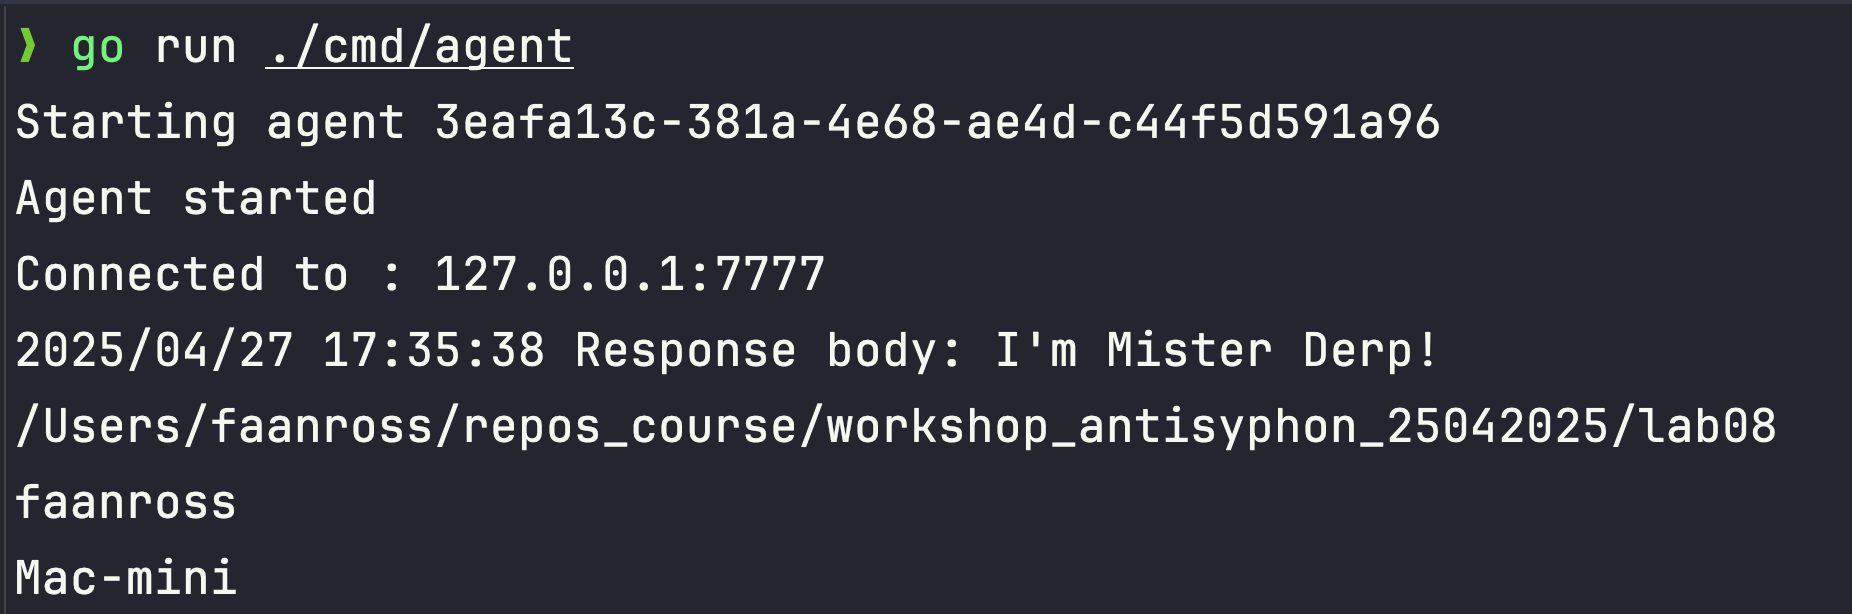 ❯ go run ./cmd/agent
Starting agent 3eafa13c-381a-4e68-ae4d-c44f5d591a96
Agent started
Connected to : 127.0.0.1:7777
2025/04/27 17:35:38 Response body: I'm Mister Derp!
/Users/faanross/repos_course/workshop_antisyphon_25042025/lab08
faanross
Mac-mini